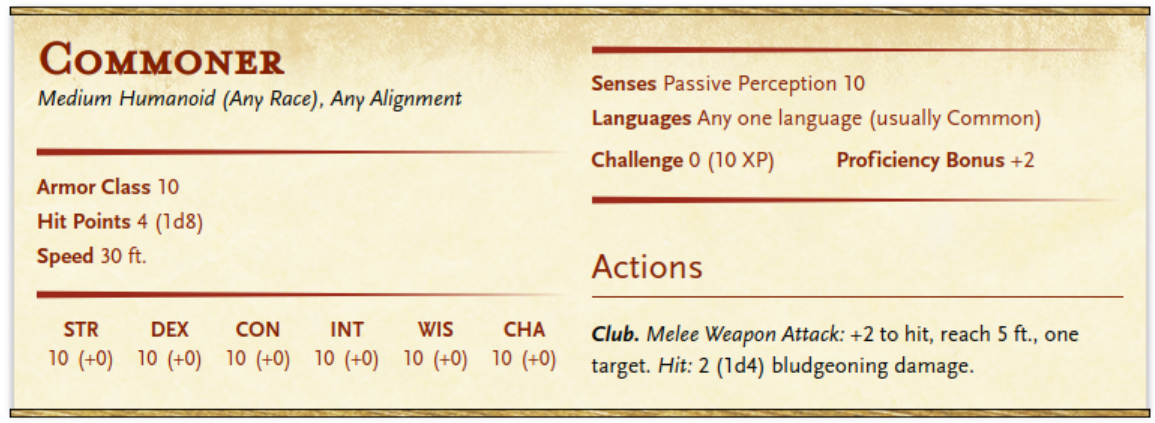 Commoner
Medium Humanoid (Any Race), Any Alignment
Armor Class 10
Hit Points 4 (1d8)
Speed 30 ft.
STR DEX CON INT WIS CHA
10 (+0) 10 (+0) 10 (+0) 10 (+0) 10 (+0) 10 (+0)
Senses Passive Perception 10
Languages Any one language (usually Common)
Challenge 0 (10 XP) Proficiency Bonus +2
Actions
Club. Melee Weapon Attack: +2 to hit, reach 5 ft., one
target. Hit: 2 (1d4) bludgeoning damage.